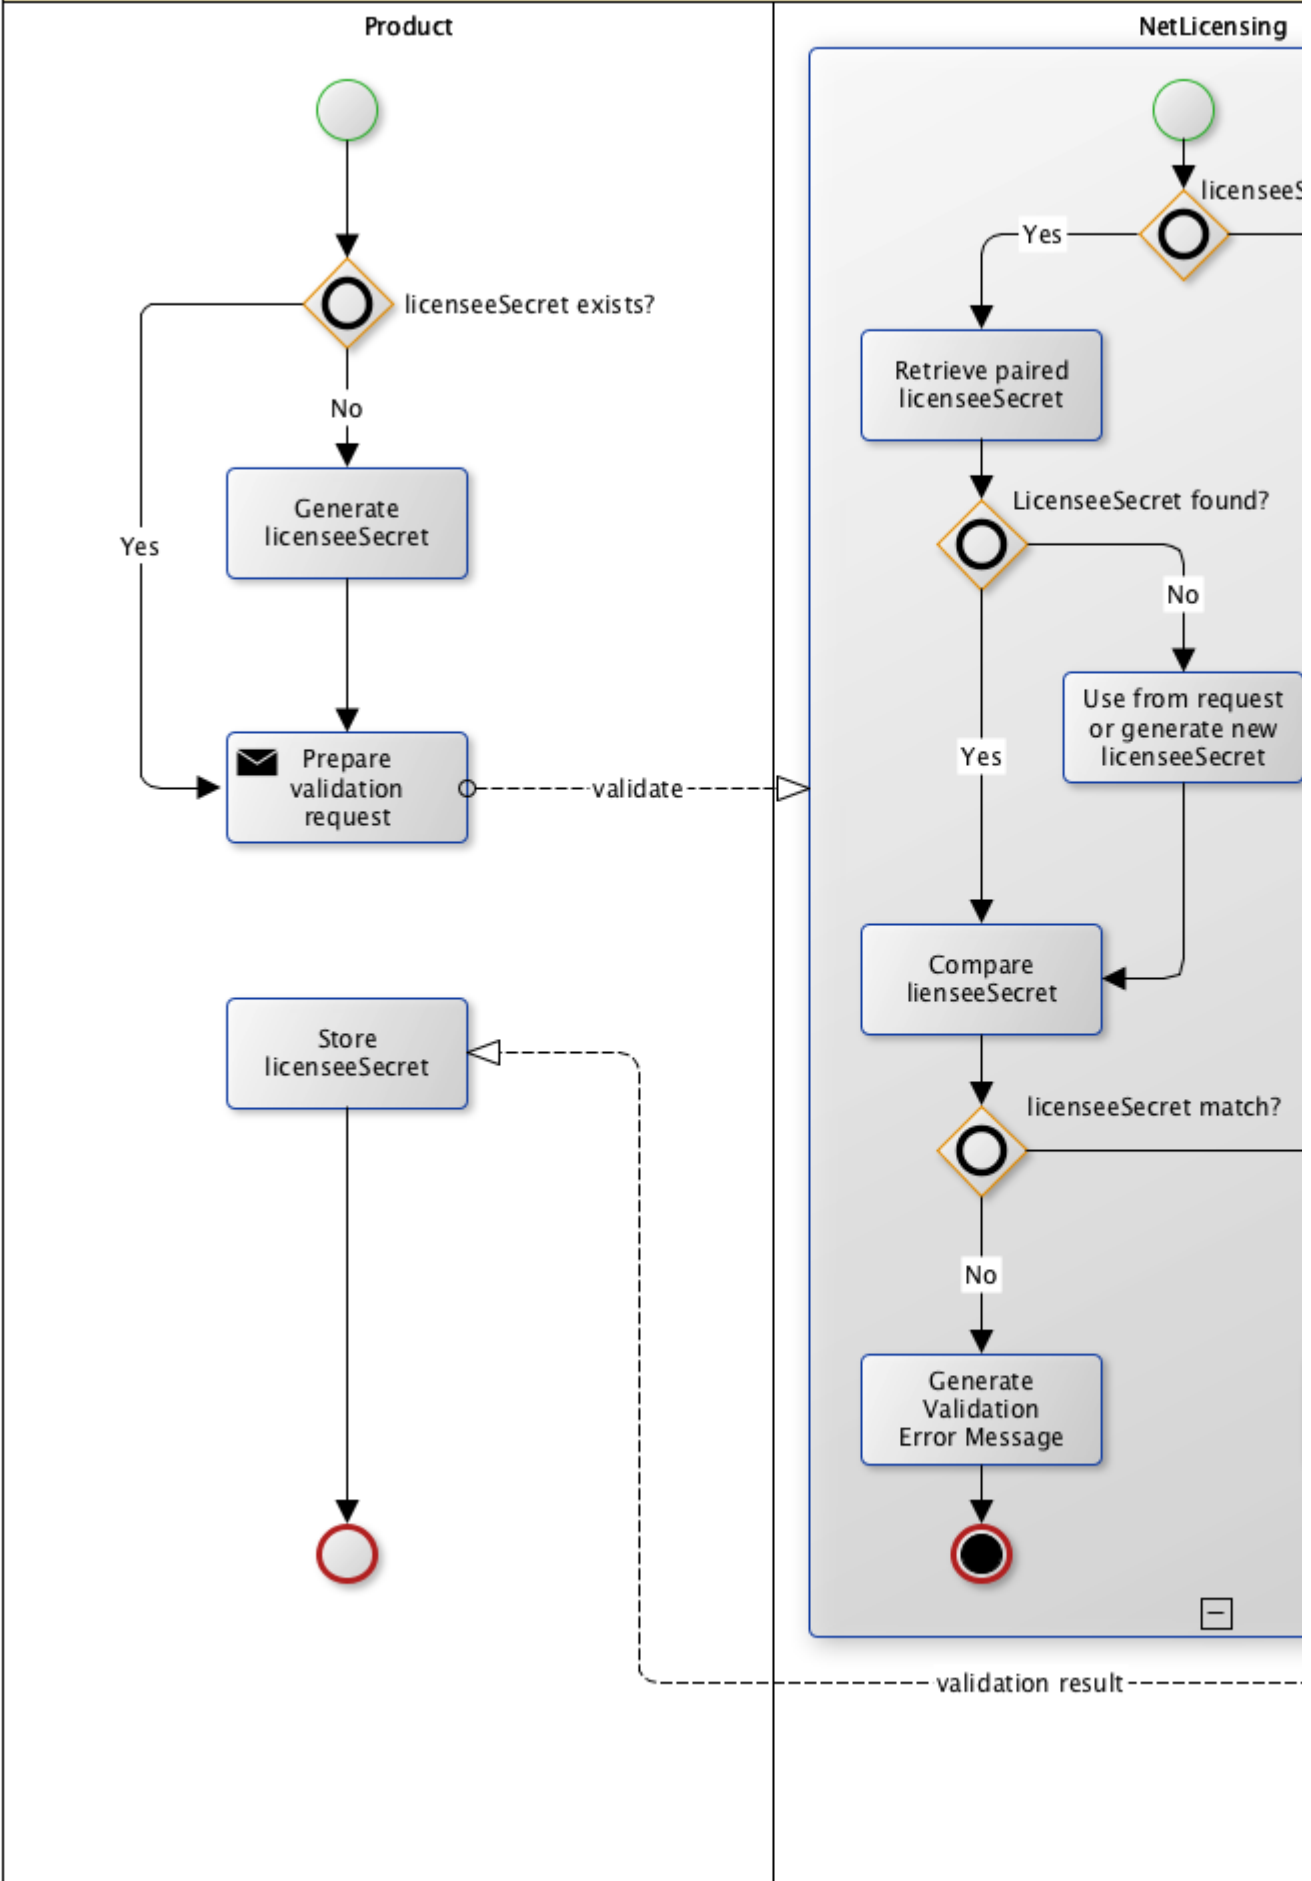 Product
licenseeSecret exists?
No
Yes
Generate
licenseeSecret
Prepare
validation
request
validate
Store
licenseeSecret
NetLicensing
licenseeS
Yes
Retrieve paired
licenseeSecret
LicenseeSecret found?
No
Use from request
or generate new
licenseeSecret
Yes
Compare
lienseeSecret
licenseeSecret match?
No
Generate
Validation
Error Message
validation result